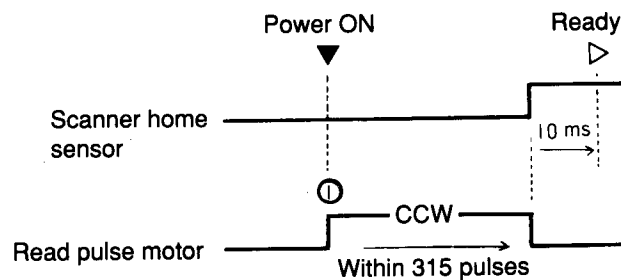 Power ON
Ready
Scanner home
sensor
10 ms
①
CCW
Read pulse motor
Within 315 pulses